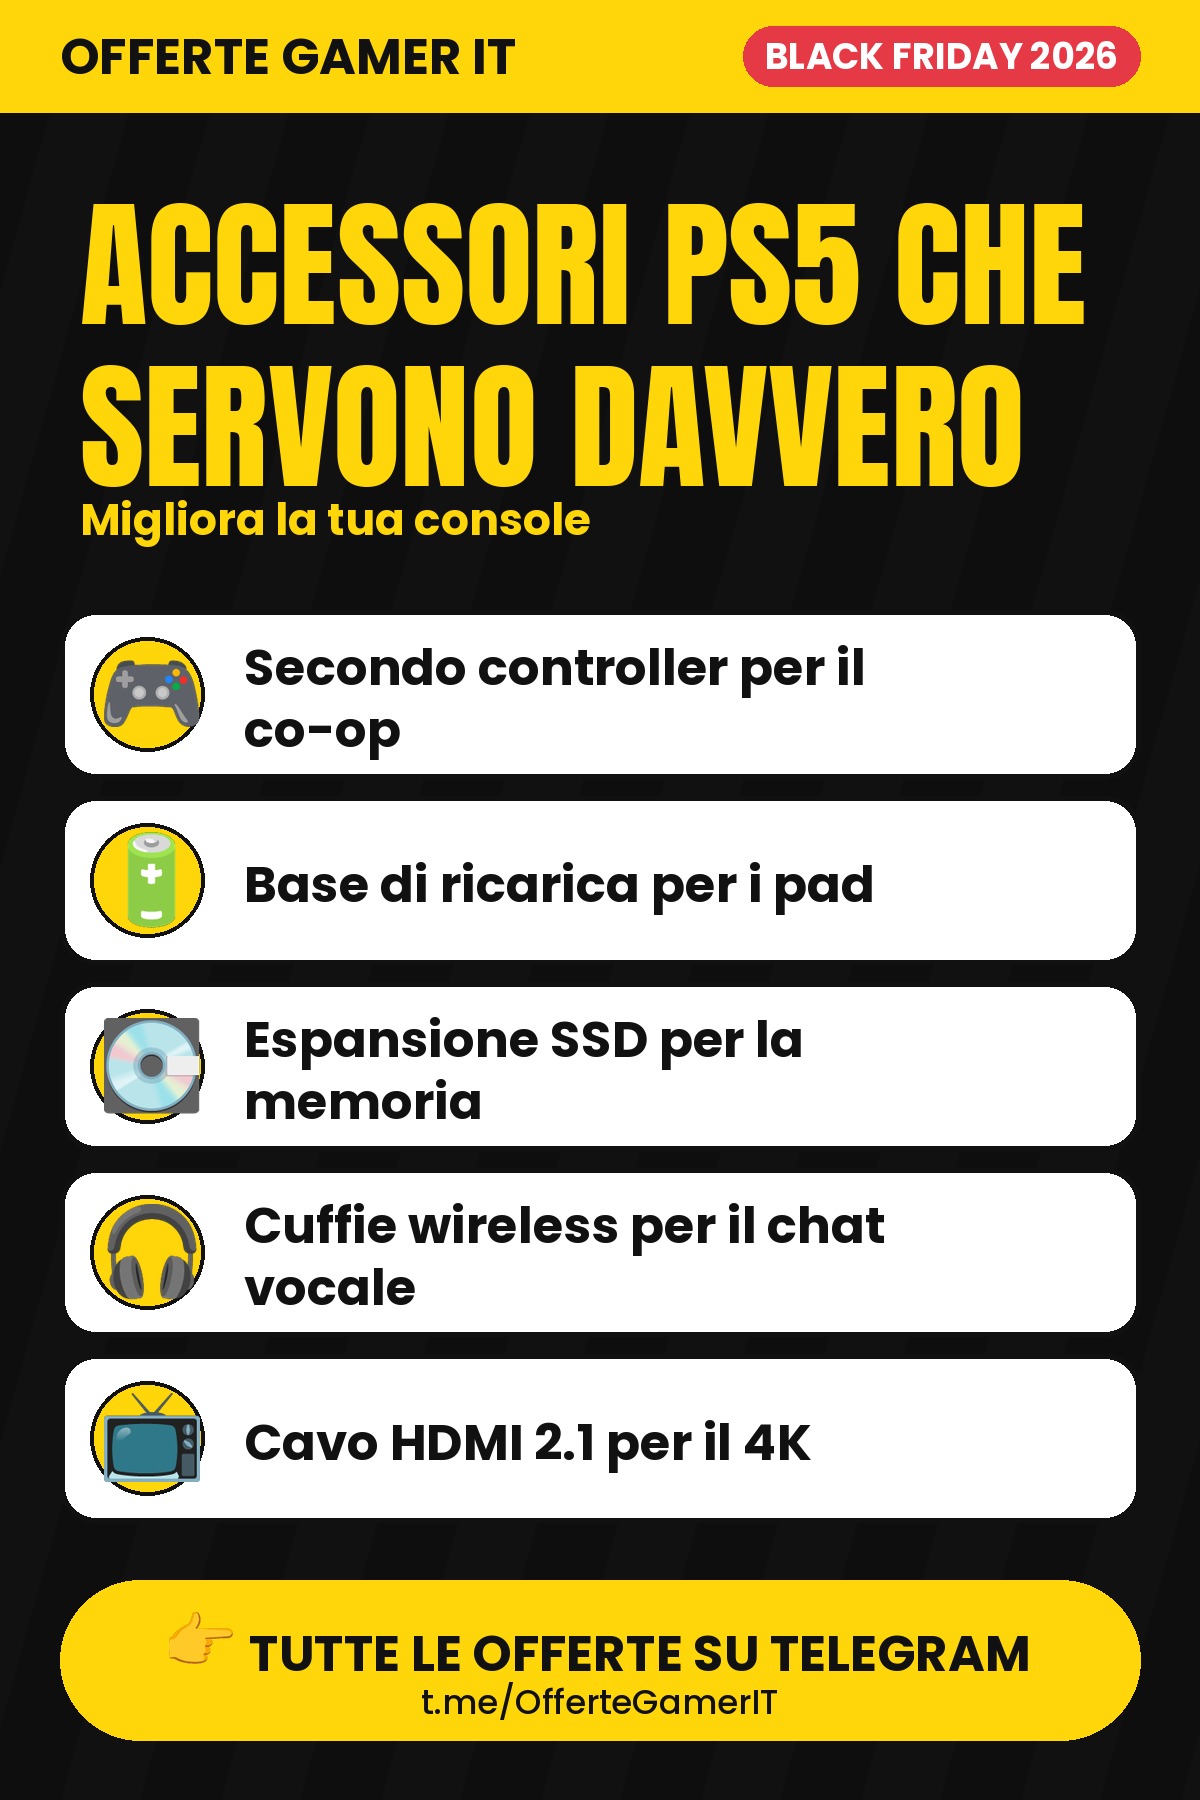 OFFERTE GAMER IT
BLACK FRIDAY 2026
ACCESSORI PS5 CHE
SERVONO DAVVERO
Migliora la tua console
Secondo controller per il
co-op
Base di ricarica per i pad
Espansione SSD per la
memoria
Cuffie wireless per il chat
vocale
Cavo HDMI 2.1 per il 4K
👉 TUTTE LE OFFERTE SU TELEGRAM
t.me/OfferteGamerIT